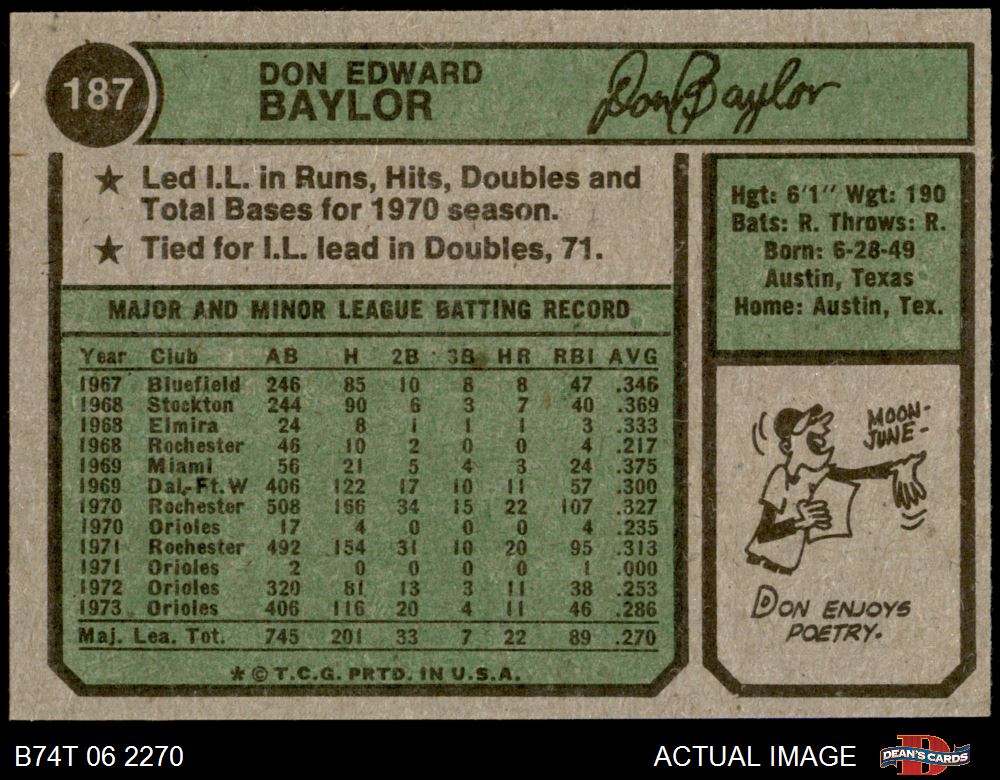 187
DON EDWARD
BAYLOR
Don Baylor
★ Led I.L. in Runs, Hits, Doubles and
Total Bases for 1970 season.
★ Tied for I.L. lead in Doubles, 71.
MAJOR AND MINOR LEAGUE BATTING RECORD
Year Club AB H 2B 3B HR RBI AVG
1967 Bluefield 246 85 10 8 8 47 .346
1968 Stockton 244 90 6 3 7 40 .369
1968 Elmira 24 8 1 1 1 3 .333
1968 Rochester 46 10 2 0 0 4 .217
1969 Miami 56 21 5 4 3 24 .375
1969 Dal.-Ft.W 406 122 17 10 11 57 .300
1970 Rochester 508 166 34 15 22 107 .327
1970 Orioles 17 4 0 0 0 4 .235
1971 Rochester 492 154 31 10 20 95 .313
1971 Orioles 2 0 0 0 0 1 .000
1972 Orioles 320 81 13 3 11 38 .253
1973 Orioles 406 116 20 4 11 46 .286
Maj. Lea. Tot. 745 201 33 7 22 89 .270
★ © T.C.G. PRTD. IN U.S.A.
Hgt: 6'1" Wgt: 190
Bats: R. Throws: R.
Born: 6-28-49
Austin, Texas
Home: Austin, Tex.
MOON-
JUNE-
DON ENJOYS
POETRY.
B74T 06 2270
ACTUAL IMAGE
DEAN'S CARDS